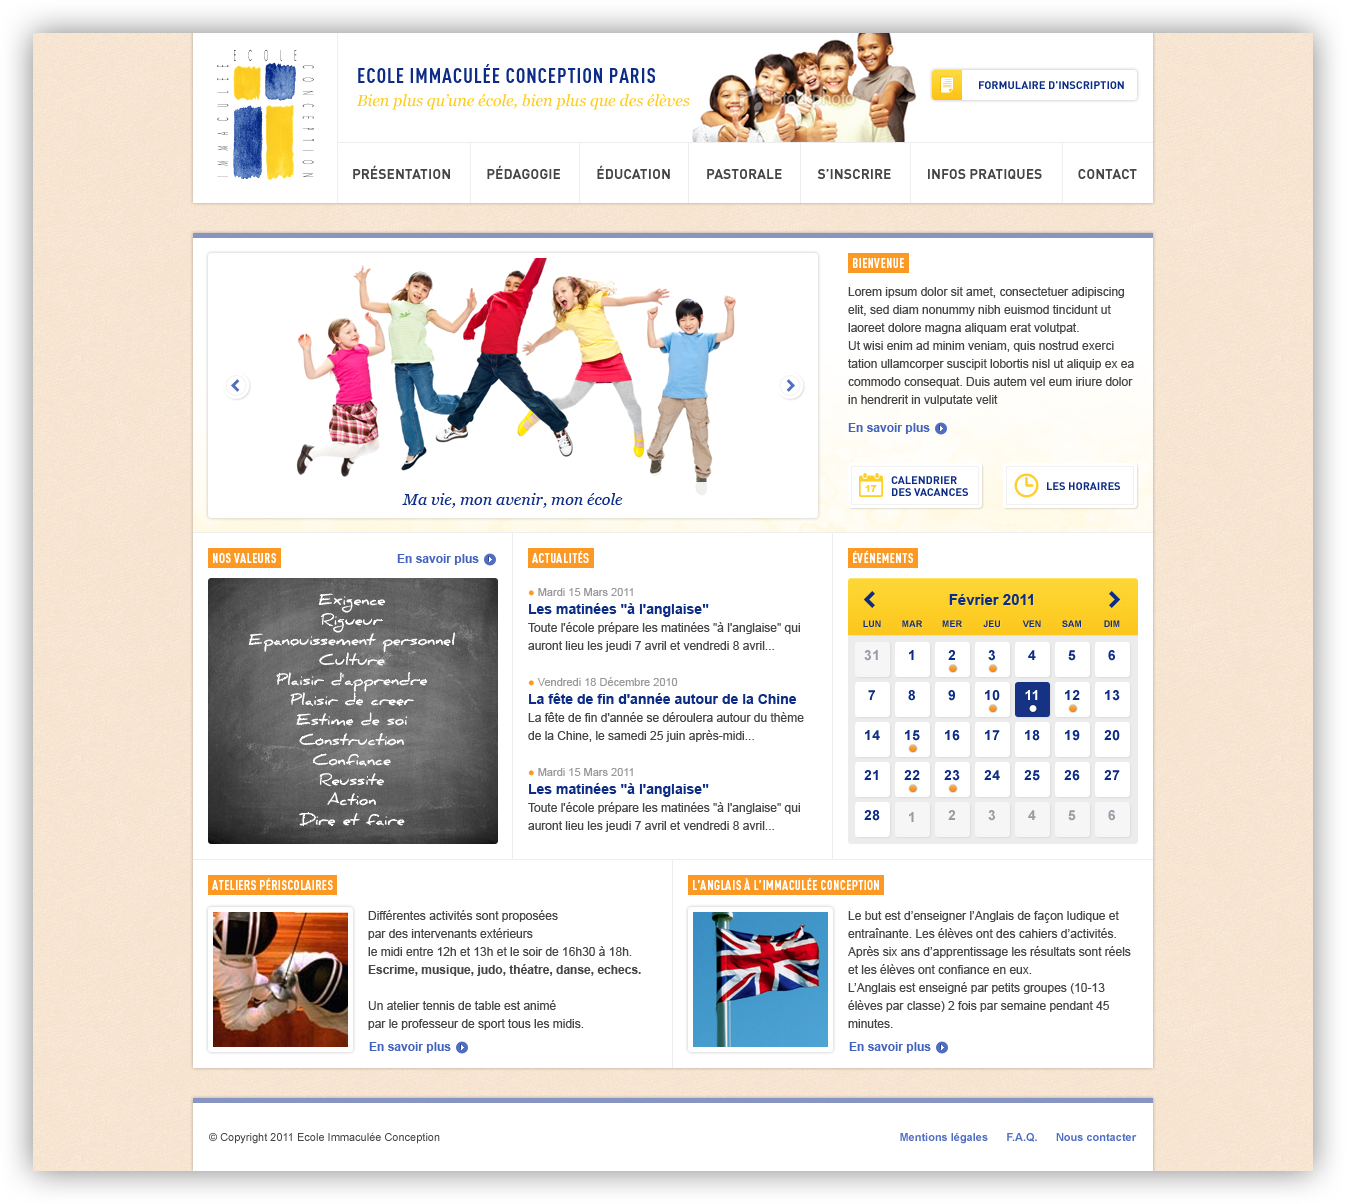 ECOLE
IMMACULEE
CONCEPTION
ECOLE IMMACULÉE CONCEPTION PARIS
Bien plus qu'une école, bien plus que des élèves
iStockphoto
FORMULAIRE D'INSCRIPTION
PRÉSENTATION
PÉDAGOGIE
ÉDUCATION
PASTORALE
S'INSCRIRE
INFOS PRATIQUES
CONTACT
Ma vie, mon avenir, mon école
BIENVENUE
Lorem ipsum dolor sit amet, consectetuer adipiscing
elit, sed diam nonummy nibh euismod tincidunt ut
laoreet dolore magna aliquam erat volutpat.
Ut wisi enim ad minim veniam, quis nostrud exerci
tation ullamcorper suscipit lobortis nisl ut aliquip ex ea
commodo consequat. Duis autem vel eum iriure dolor
in hendrerit in vulputate velit
En savoir plus
17
CALENDRIER
DES VACANCES
LES HORAIRES
NOS VALEURS
En savoir plus
Exigence
Rigueur
Epanouissement personnel
Culture
Plaisir d'apprendre
Plaisir de creer
Estime de soi
Construction
Confiance
Reussite
Action
Dire et faire
ACTUALITÉS
Mardi 15 Mars 2011
Les matinées "à l'anglaise"
Toute l'école prépare les matinées "à l'anglaise" qui
auront lieu les jeudi 7 avril et vendredi 8 avril...
Vendredi 18 Décembre 2010
La fête de fin d'année autour de la Chine
La fête de fin d'année se déroulera autour du thème
de la Chine, le samedi 25 juin après-midi...
Mardi 15 Mars 2011
Les matinées "à l'anglaise"
Toute l'école prépare les matinées "à l'anglaise" qui
auront lieu les jeudi 7 avril et vendredi 8 avril...
ÉVÉNEMENTS
Février 2011
LUN MAR MER JEU VEN SAM DIM
31 1 2 3 4 5 6
7 8 9 10 11 12 13
14 15 16 17 18 19 20
21 22 23 24 25 26 27
28 1 2 3 4 5 6
ATELIERS PÉRISCOLAIRES
Différentes activités sont proposées
par des intervenants extérieurs
le midi entre 12h et 13h et le soir de 16h30 à 18h.
Escrime, musique, judo, théatre, danse, echecs.
Un atelier tennis de table est animé
par le professeur de sport tous les midis.
En savoir plus
L'ANGLAIS À L'IMMACULÉE CONCEPTION
Le but est d'enseigner l'Anglais de façon ludique et
entraînante. Les élèves ont des cahiers d'activités.
Après six ans d'apprentissage les résultats sont réels
et les élèves ont confiance en eux.
L'Anglais est enseigné par petits groupes (10-13
élèves par classe) 2 fois par semaine pendant 45
minutes.
En savoir plus
© Copyright 2011 Ecole Immaculée Conception
Mentions légales
F.A.Q.
Nous contacter